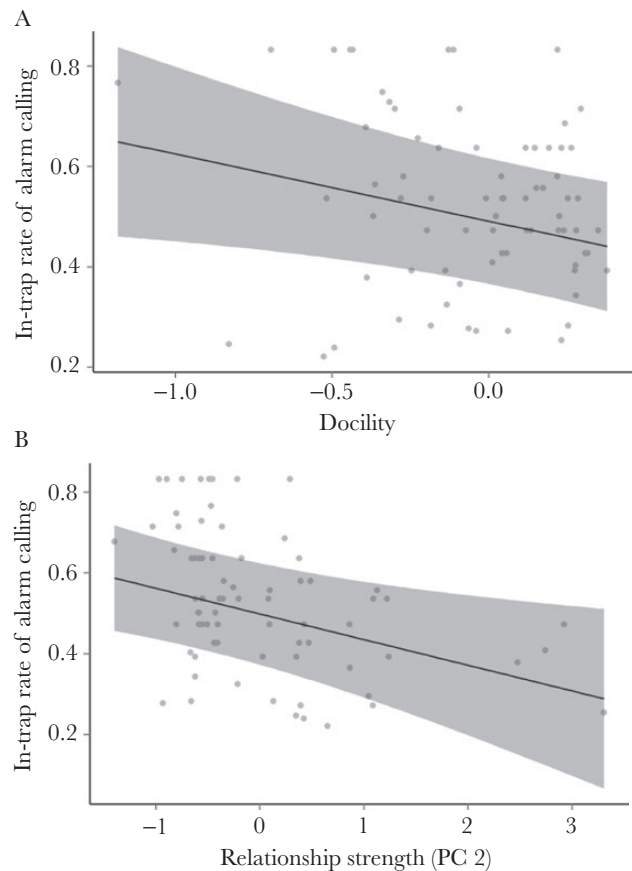 A
0.8
0.6
0.4
0.2
In-trap rate of alarm calling
−1.0 −0.5 0.0
Docility
B
0.8
0.6
0.4
0.2
In-trap rate of alarm calling
−1 0 1 2 3
Relationship strength (PC 2)